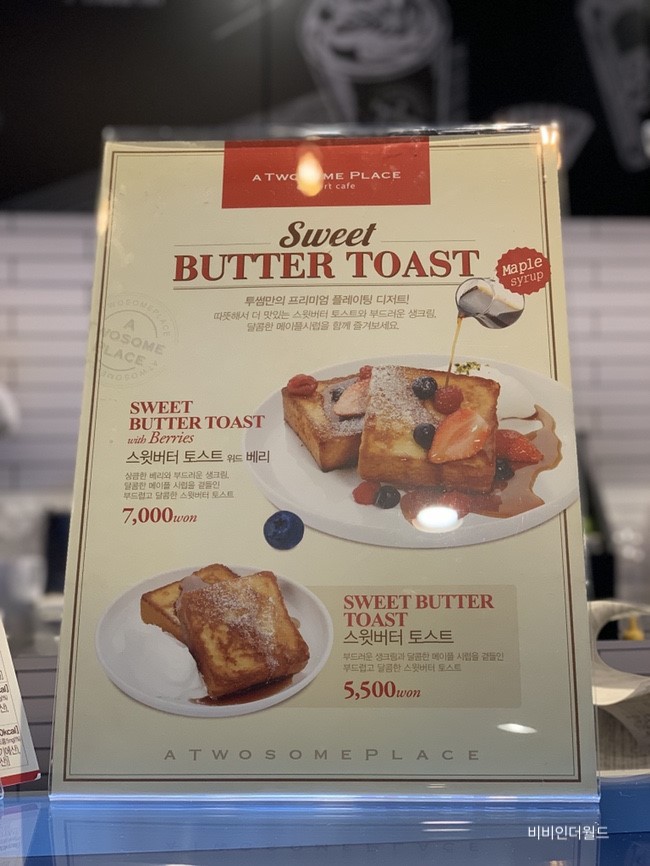 A TWOSOME PLACE
Sweet
BUTTER TOAST
Maple
syrup
투썸만의 프리미엄 플레이팅 디저트!
따뜻해서 더 맛있는 스윗버터 토스트와 부드러운 생크림,
달콤한 메이플시럽을 함께 즐겨보세요.
A
TWOSOME
PLACE
SWEET
BUTTER TOAST
with Berries
스윗버터 토스트 위드 베리
상큼한 베리와 부드러운 생크림,
달콤한 메이플 시럽을 곁들인
부드럽고 달콤한 스윗버터 토스트
7,000won
SWEET BUTTER
TOAST
스윗버터 토스트
부드러운 생크림과 달콤한 메이플 시럽을 곁들인
부드럽고 달콤한 스윗버터 토스트
5,500won
A TWOSOME PLACE
비비인더월드